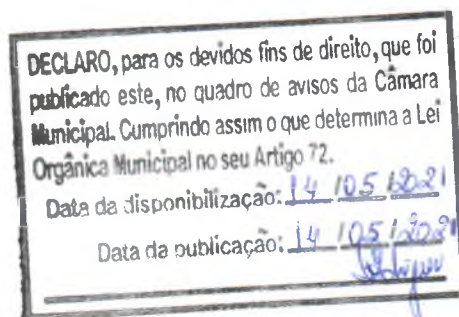 DECLARO, para os devidos fins de direito, que foi
publicado este, no quadro de avisos da Câmara
Municipal. Cumprindo assim o que determina a Lei
Orgânica Municipal no seu Artigo 72.
Data da disponibilização: 14 / 05 / 2021
Data da publicação: 14 / 05 / 2021